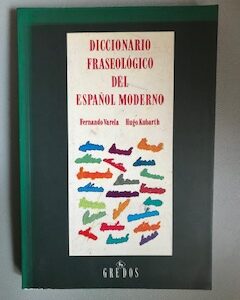 DICCIONARIO
FRASEOLÓGICO
DEL
ESPAÑOL MODERNO
Fernando Varela Hugo Kubarth
GREDOS